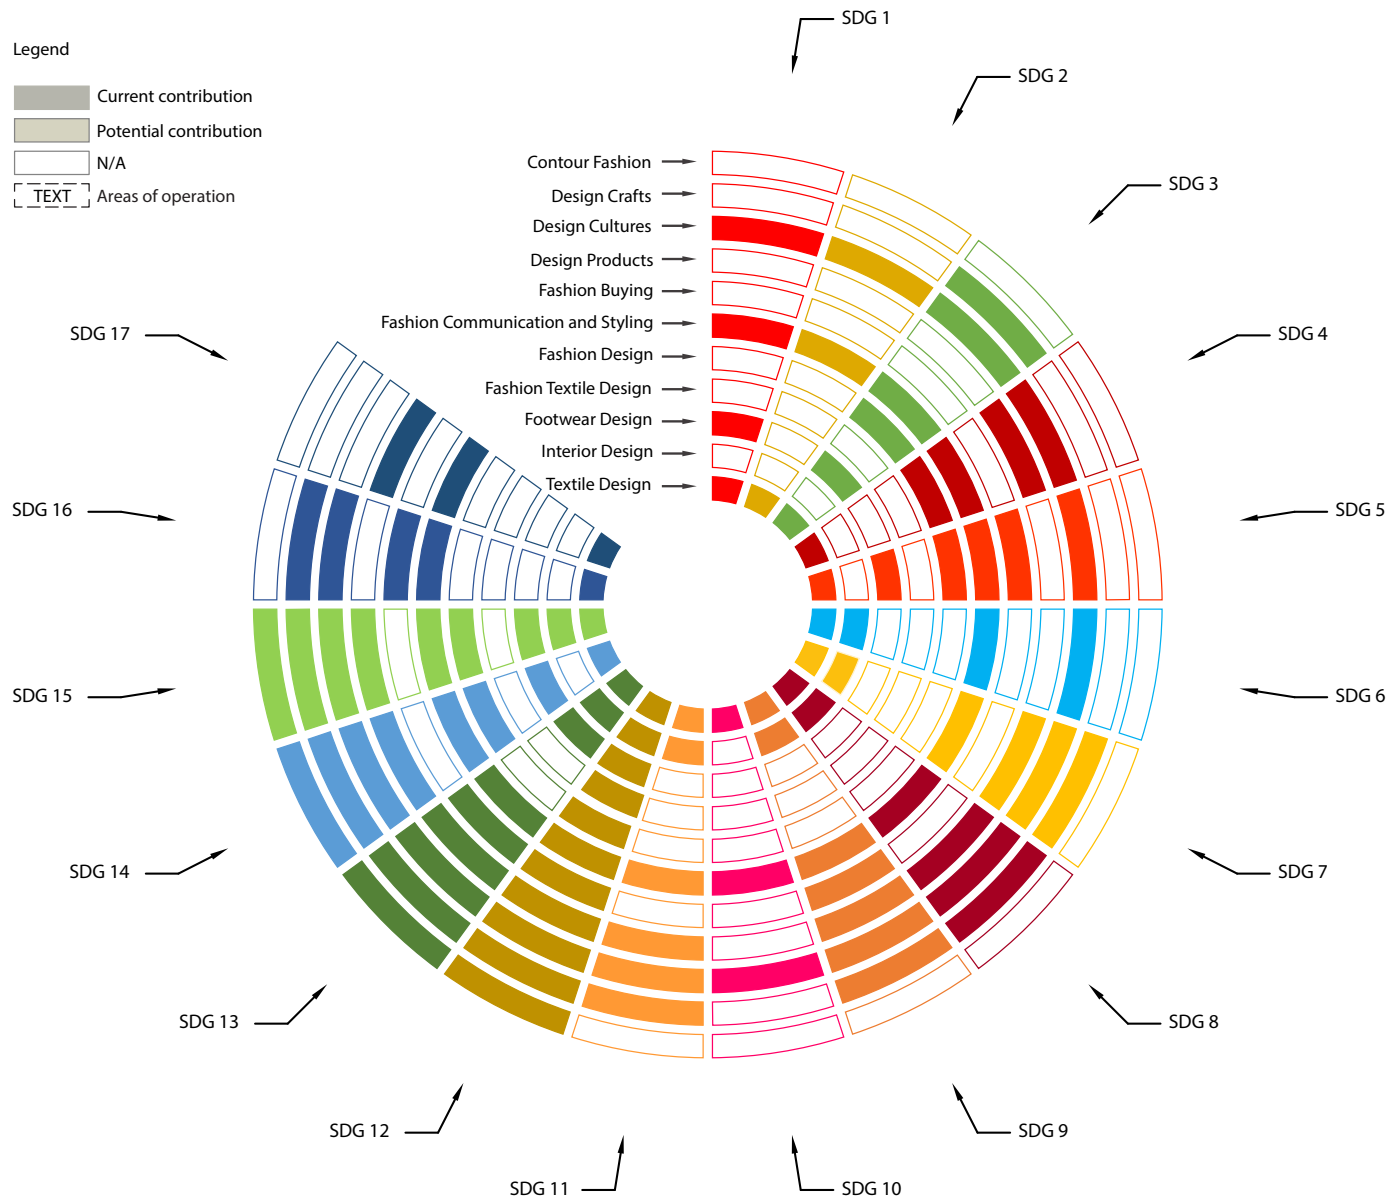 Legend
Current contribution
Potential contribution
N/A
TEXT Areas of operation
SDG 1
SDG 2
SDG 3
SDG 4
SDG 5
SDG 6
SDG 7
SDG 8
SDG 9
SDG 10
SDG 11
SDG 12
SDG 13
SDG 14
SDG 15
SDG 16
SDG 17
Contour Fashion
Design Crafts
Design Cultures
Design Products
Fashion Buying
Fashion Communication and Styling
Fashion Design
Fashion Textile Design
Footwear Design
Interior Design
Textile Design